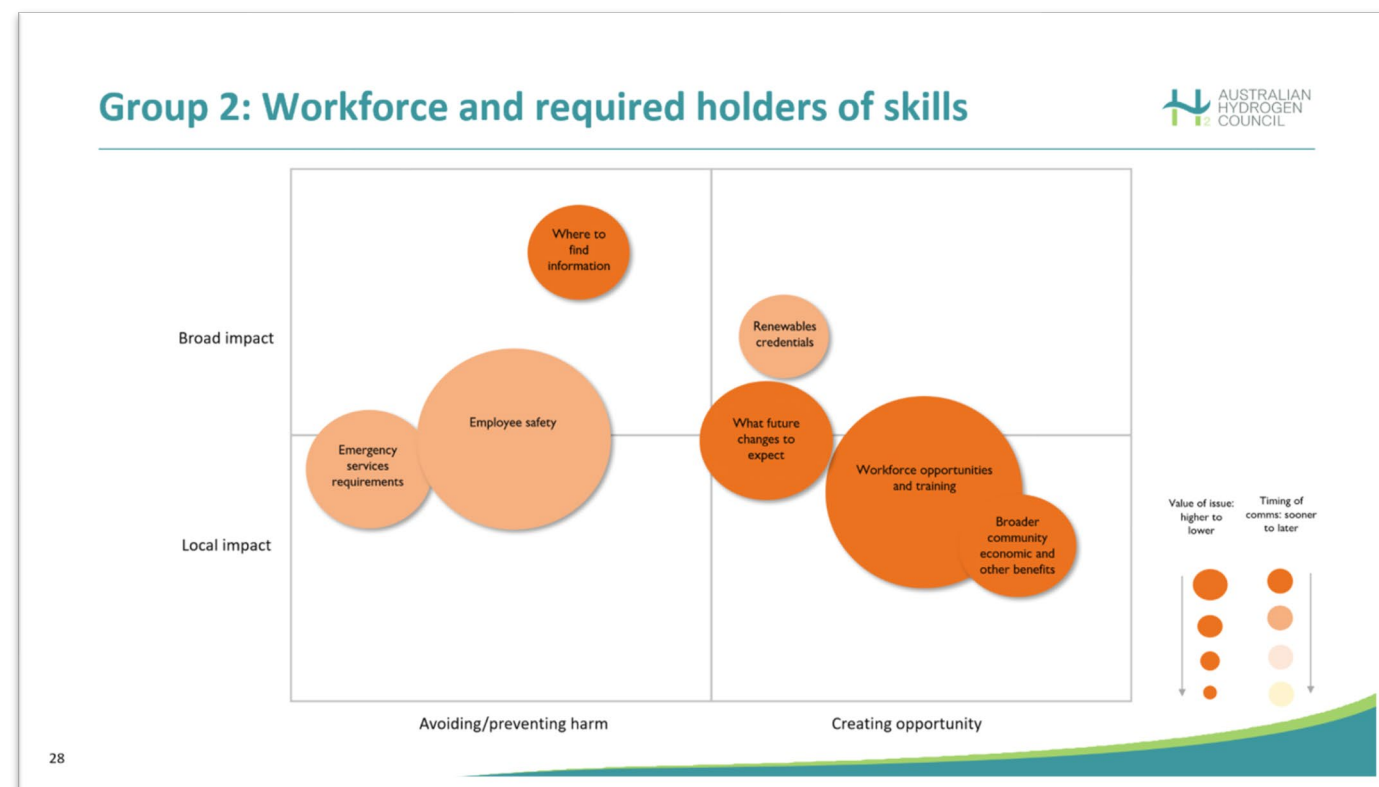 Group 2: Workforce and required holders of skills
AUSTRALIAN
HYDROGEN
COUNCIL
H2
Where to
find
information
Broad impact
Renewables
credentials
Employee safety
What future
changes to
expect
Emergency
services
requirements
Workforce opportunities
and training
Local impact
Broader
community
economic and
other benefits
Value of issue:
higher to
lower
Timing of
comms: sooner
to later
Avoiding/preventing harm
Creating opportunity
28